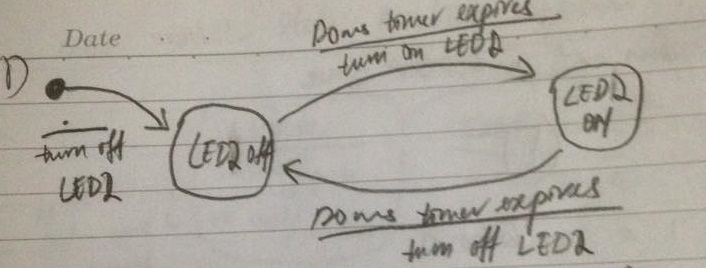 Date
1)
200ms timer expires
turn on LED2
turn off
LED2
LED2 off
LED2
ON
200ms timer expires
turn off LED2